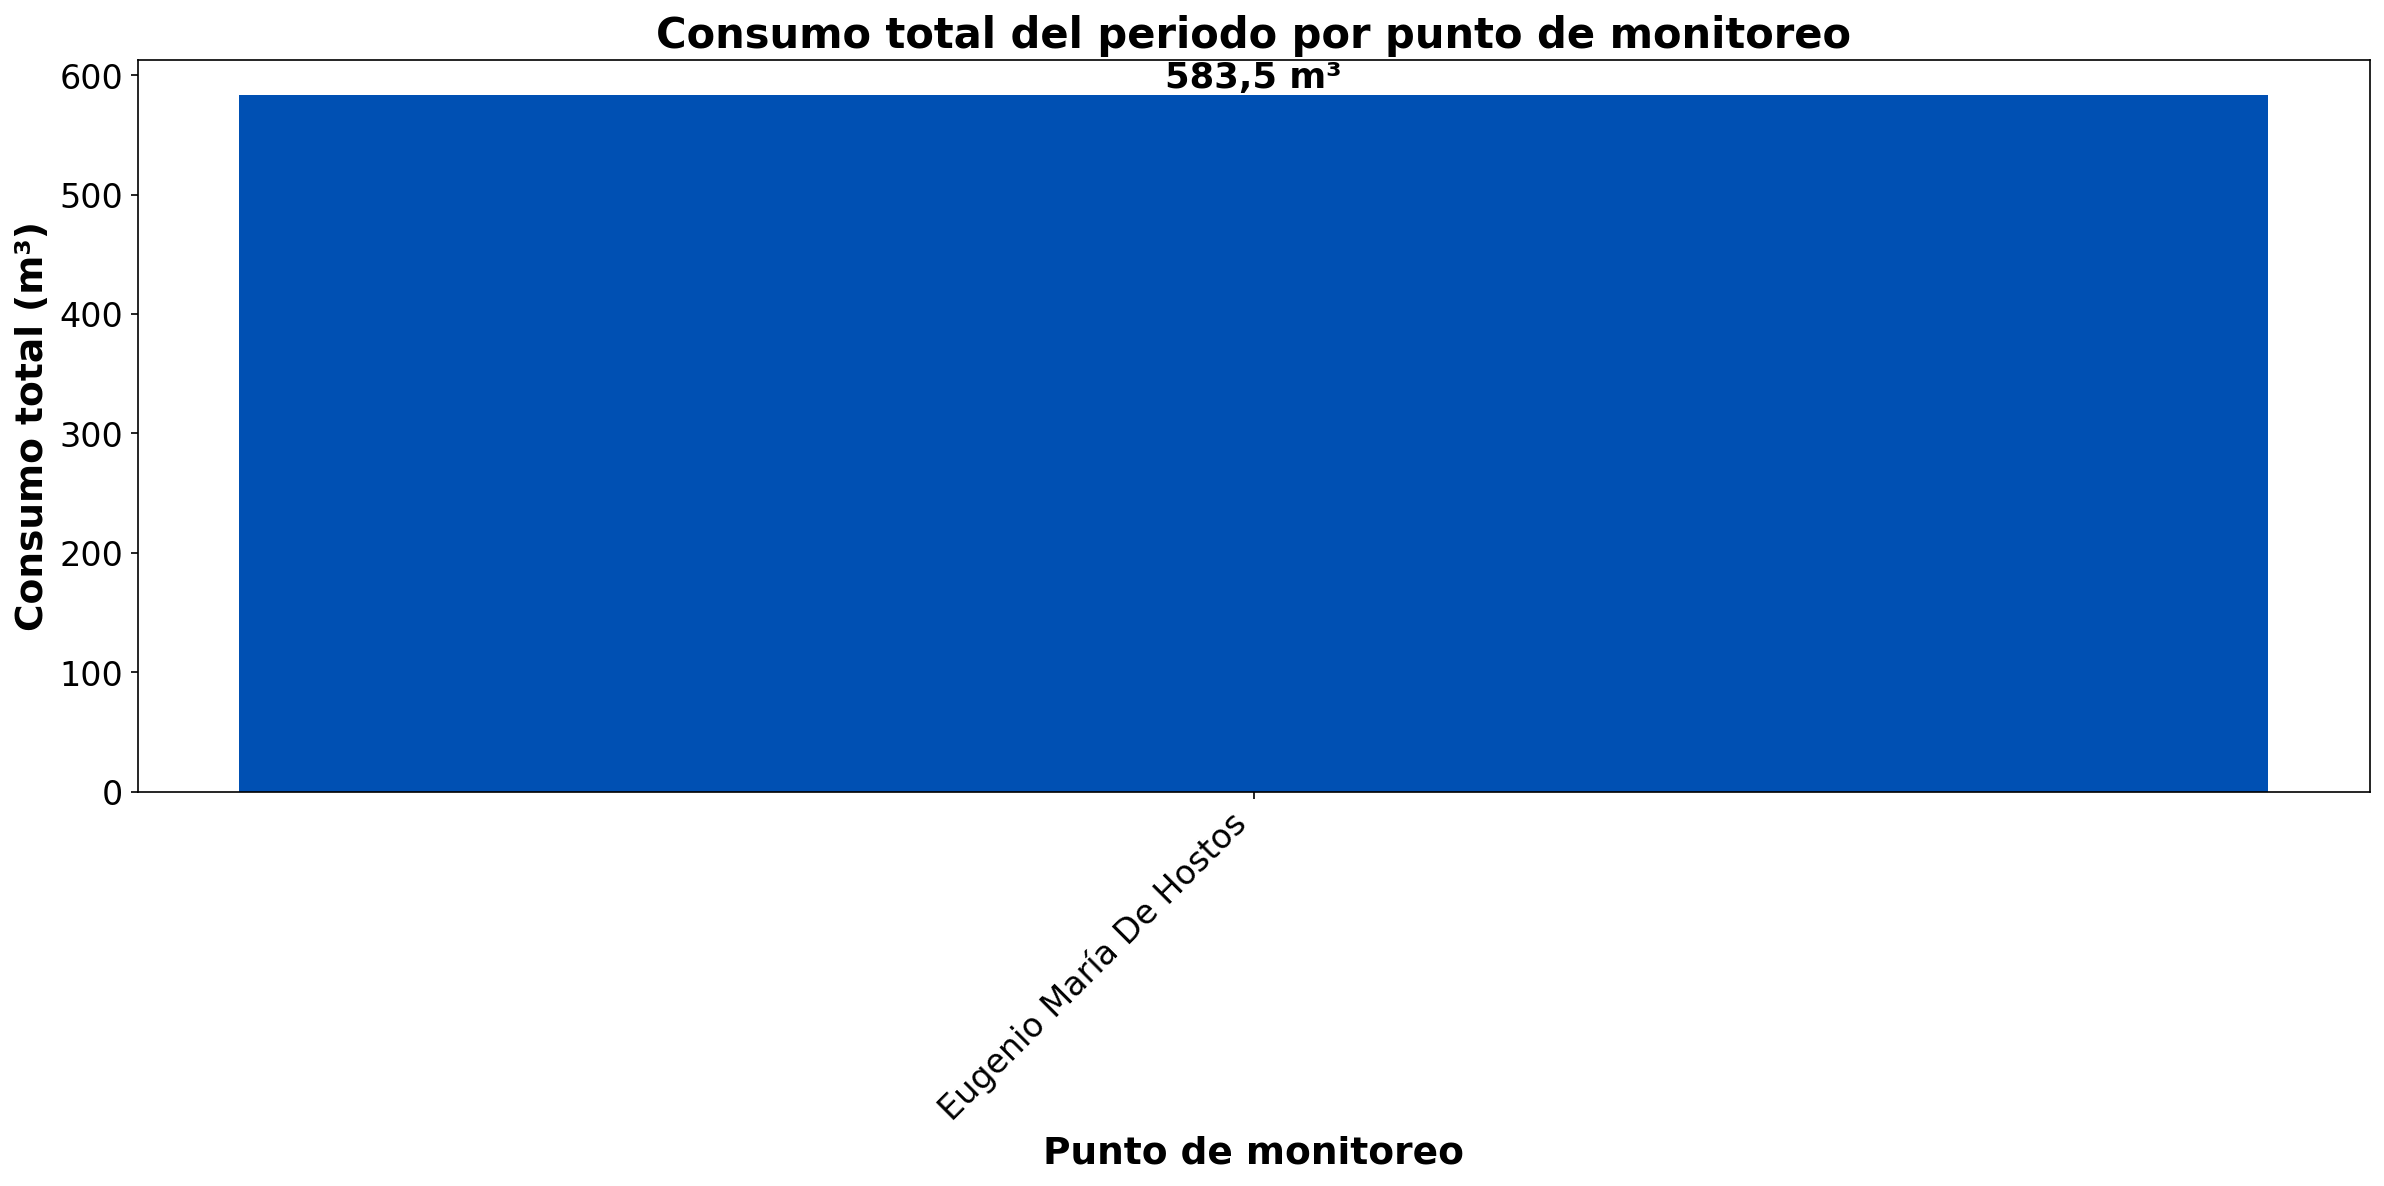 Consumo total del periodo por punto de monitoreo
583,5 m³
600
500
400
300
200
100
0
Consumo total (m³)
Eugenio María De Hostos
Punto de monitoreo